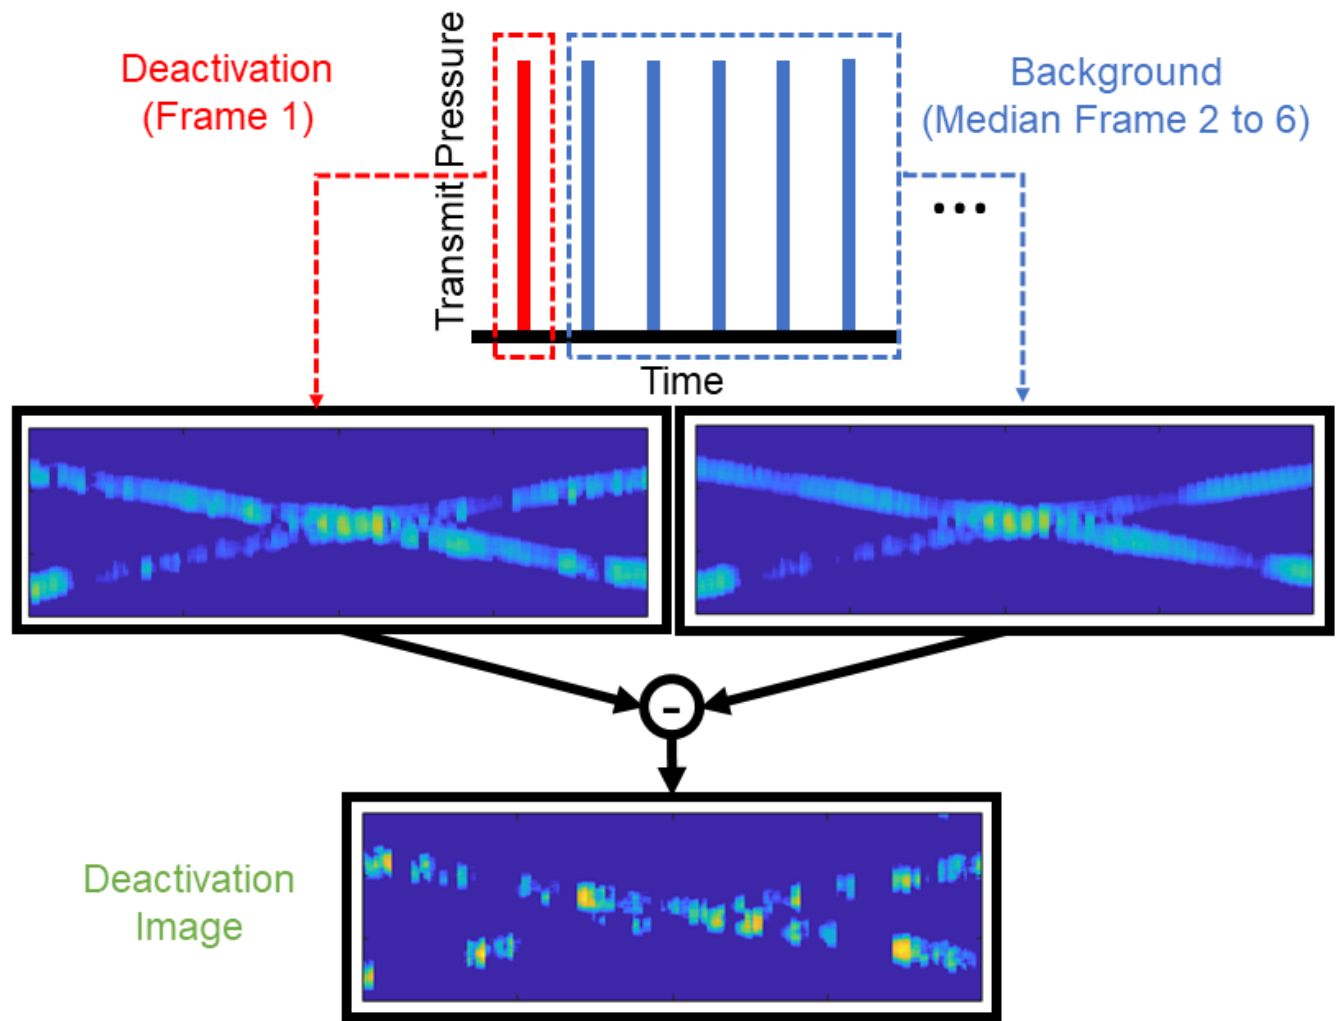 Transmit Pressure
Deactivation
(Frame 1)
Background
(Median Frame 2 to 6)
...
Time
-
Deactivation
Image